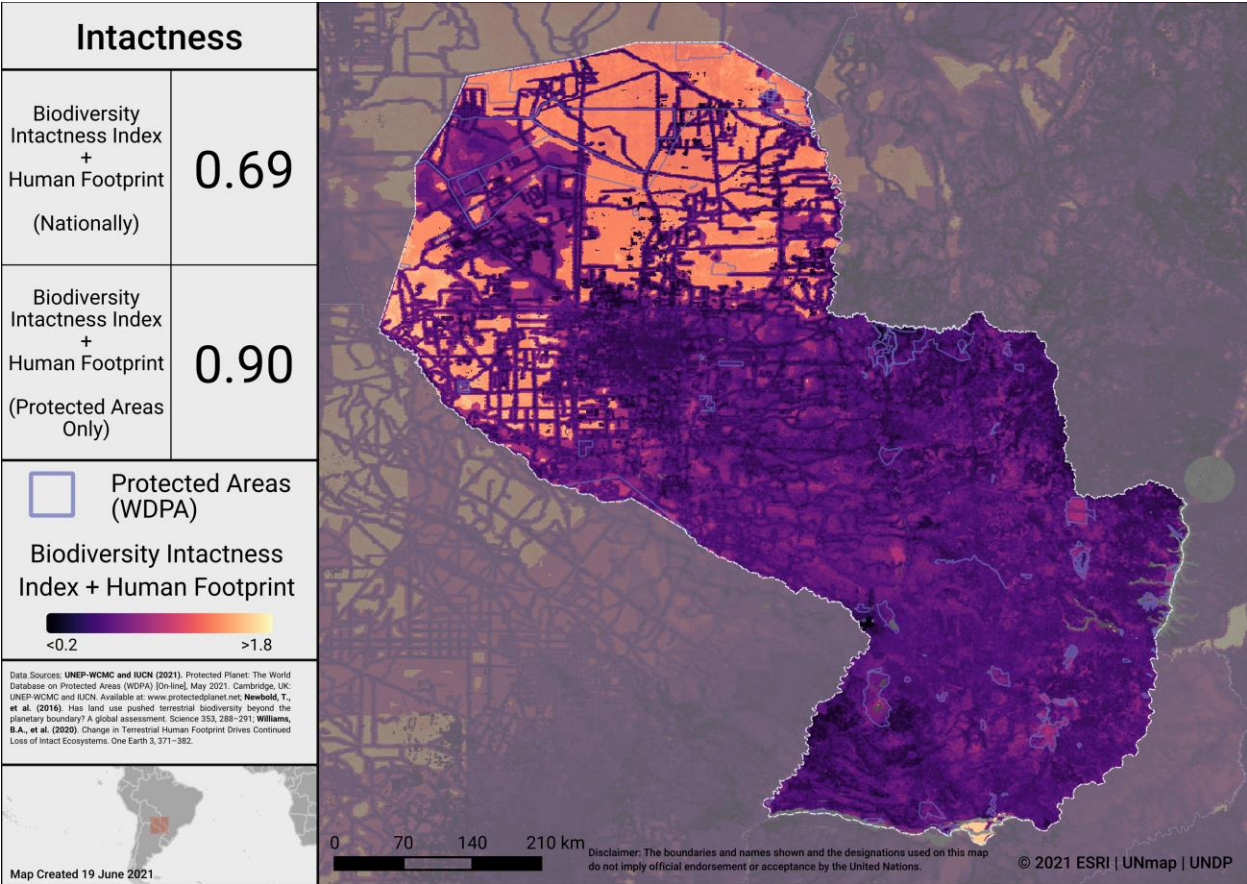 Intactness
Biodiversity
Intactness Index
+
Human Footprint
(Nationally)
0.69
Biodiversity
Intactness Index
+
Human Footprint
(Protected Areas
Only)
0.90
Protected Areas
(WDPA)
Biodiversity Intactness
Index + Human Footprint
<0.2
>1.8
Data Sources: UNEP-WCMC and IUCN (2021). Protected Planet: The World
Database on Protected Areas (WDPA) [On-line], May 2021. Cambridge, UK:
UNEP-WCMC and IUCN. Available at: www.protectedplanet.net; Newbold, T.,
et al. (2016). Has land use pushed terrestrial biodiversity beyond the
planetary boundary? A global assessment. Science 353, 288–291; Williams,
B.A., et al. (2020). Change in Terrestrial Human Footprint Drives Continued
Loss of Intact Ecosystems. One Earth 3, 371–382.
Map Created 19 June 2021
0 70 140 210 km
Disclaimer: The boundaries and names shown and the designations used on this map
do not imply official endorsement or acceptance by the United Nations.
© 2021 ESRI | UNmap | UNDP